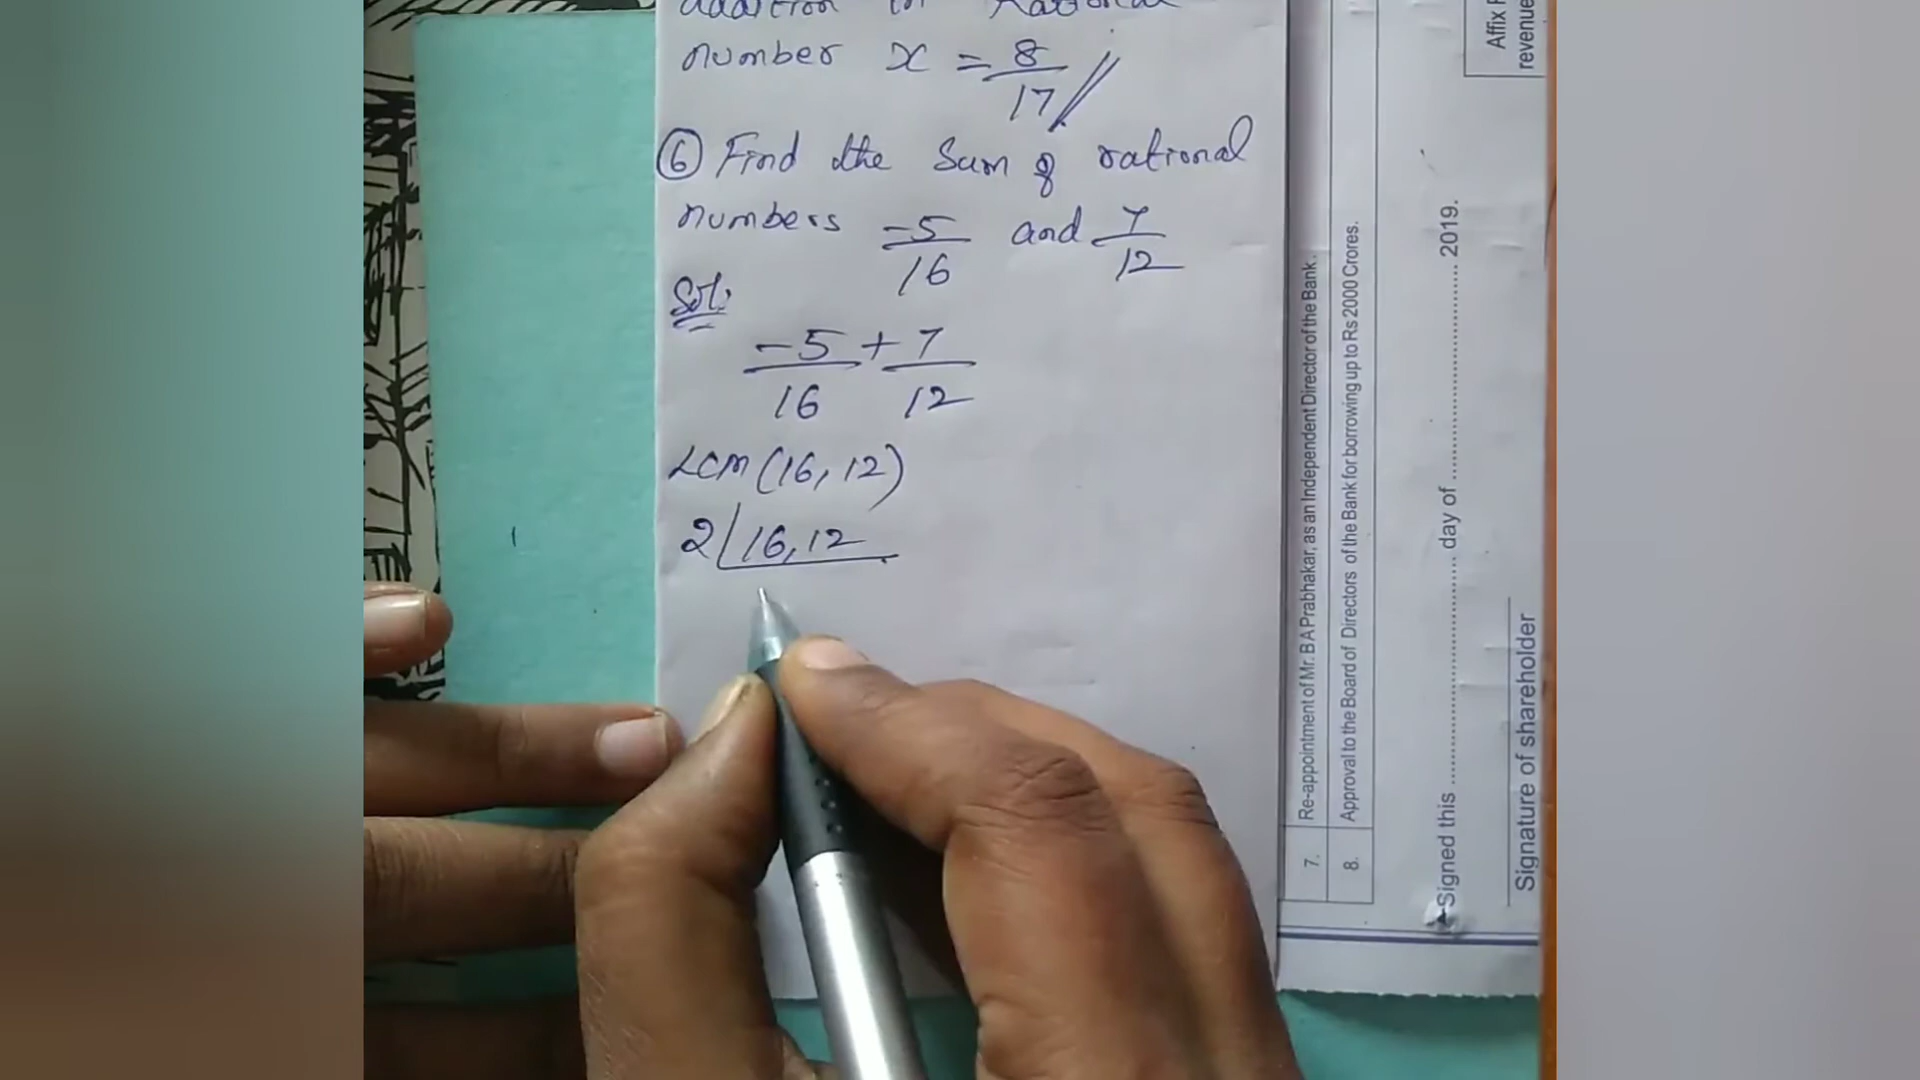 addition in Rational
number x = 8/17 //
⑥ Find the Sum of rational
numbers -5/16 and 7/12
Sol:
-5/16 + 7/12
LCM (16, 12)
2 | 16, 12
Affix R
revenue
7. Re-appointment of Mr. B A Prabhakar, as an Independent Director of the Bank.
8. Approval to the Board of Directors of the Bank for borrowing up to Rs 2000 Crores.
Signed this .................... day of .................... 2019.
Signature of shareholder